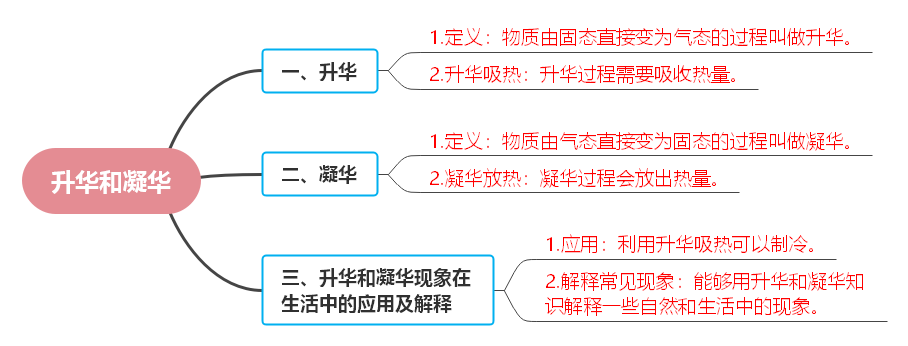 升华和凝华
一、升华
1.定义：物质由固态直接变为气态的过程叫做升华。
2.升华吸热：升华过程需要吸收热量。
二、凝华
1.定义：物质由气态直接变为固态的过程叫做凝华。
2.凝华放热：凝华过程会放出热量。
三、升华和凝华现象在
生活中的应用及解释
1.应用：利用升华吸热可以制冷。
2.解释常见现象：能够用升华和凝华知
识解释一些自然和生活中的现象。